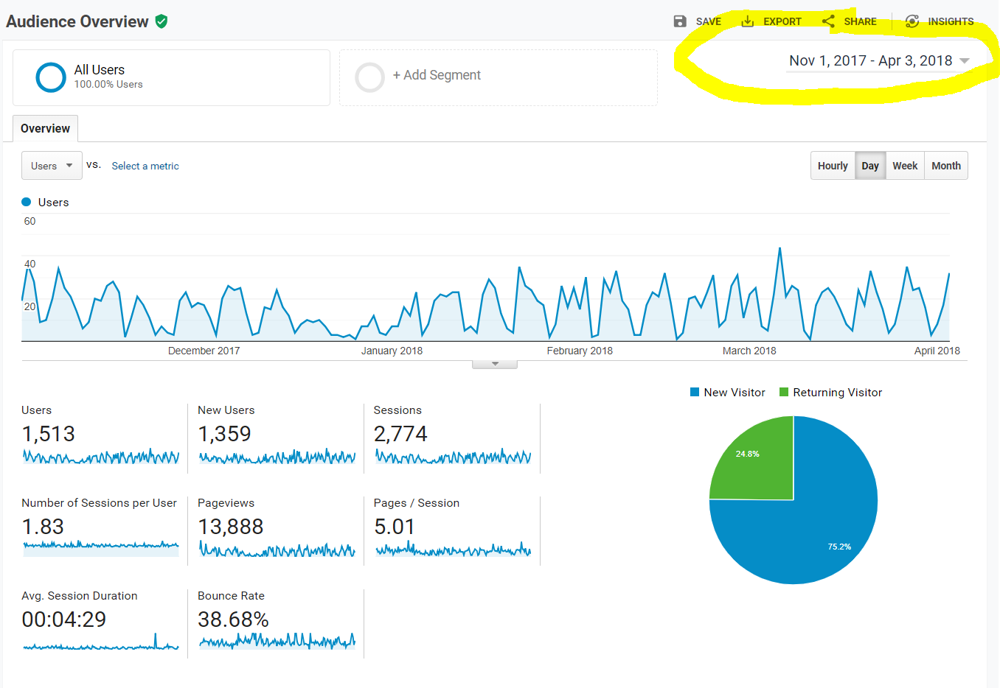 Audience Overview
SAVE EXPORT SHARE INSIGHTS
All Users
100.00% Users
+ Add Segment
Nov 1, 2017 - Apr 3, 2018
Overview
Users vs. Select a metric
Hourly Day Week Month
Users
60
40
20
December 2017 January 2018 February 2018 March 2018 April 2018
New Visitor Returning Visitor
Users
1,513
New Users
1,359
Sessions
2,774
Number of Sessions per User
1.83
Pageviews
13,888
Pages / Session
5.01
Avg. Session Duration
00:04:29
Bounce Rate
38.68%
24.8%
75.2%